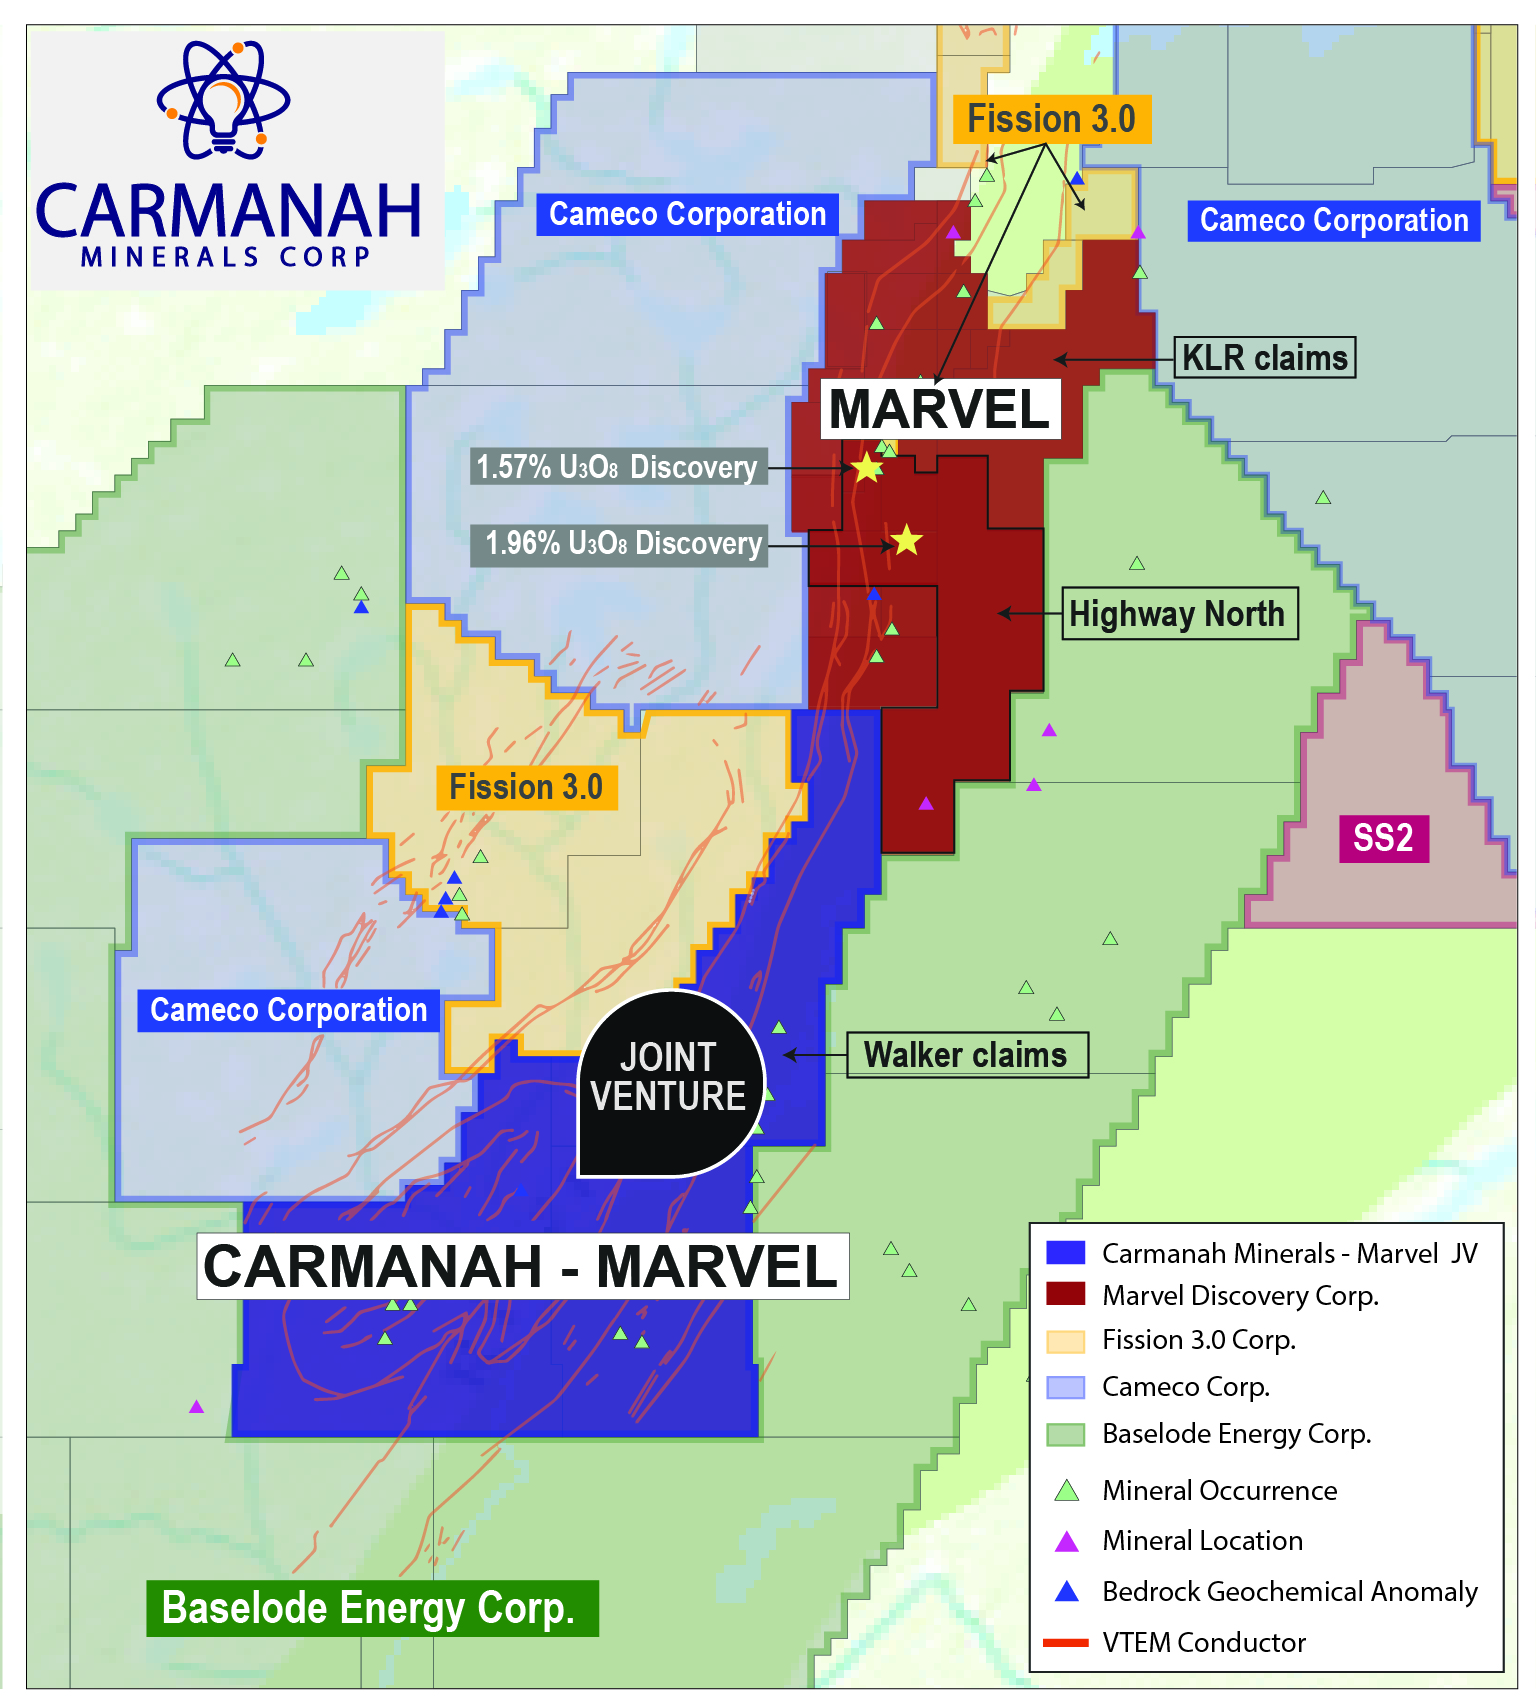 CARMANAH
MINERALS CORP
Fission 3.0
Cameco Corporation
Cameco Corporation
KLR claims
MARVEL
1.57% U3O8 Discovery
1.96% U3O8 Discovery
Highway North
Fission 3.0
SS2
Cameco Corporation
JOINT
VENTURE
Walker claims
CARMANAH - MARVEL
Baselode Energy Corp.
Carmanah Minerals - Marvel JV
Marvel Discovery Corp.
Fission 3.0 Corp.
Cameco Corp.
Baselode Energy Corp.
Mineral Occurrence
Mineral Location
Bedrock Geochemical Anomaly
VTEM Conductor